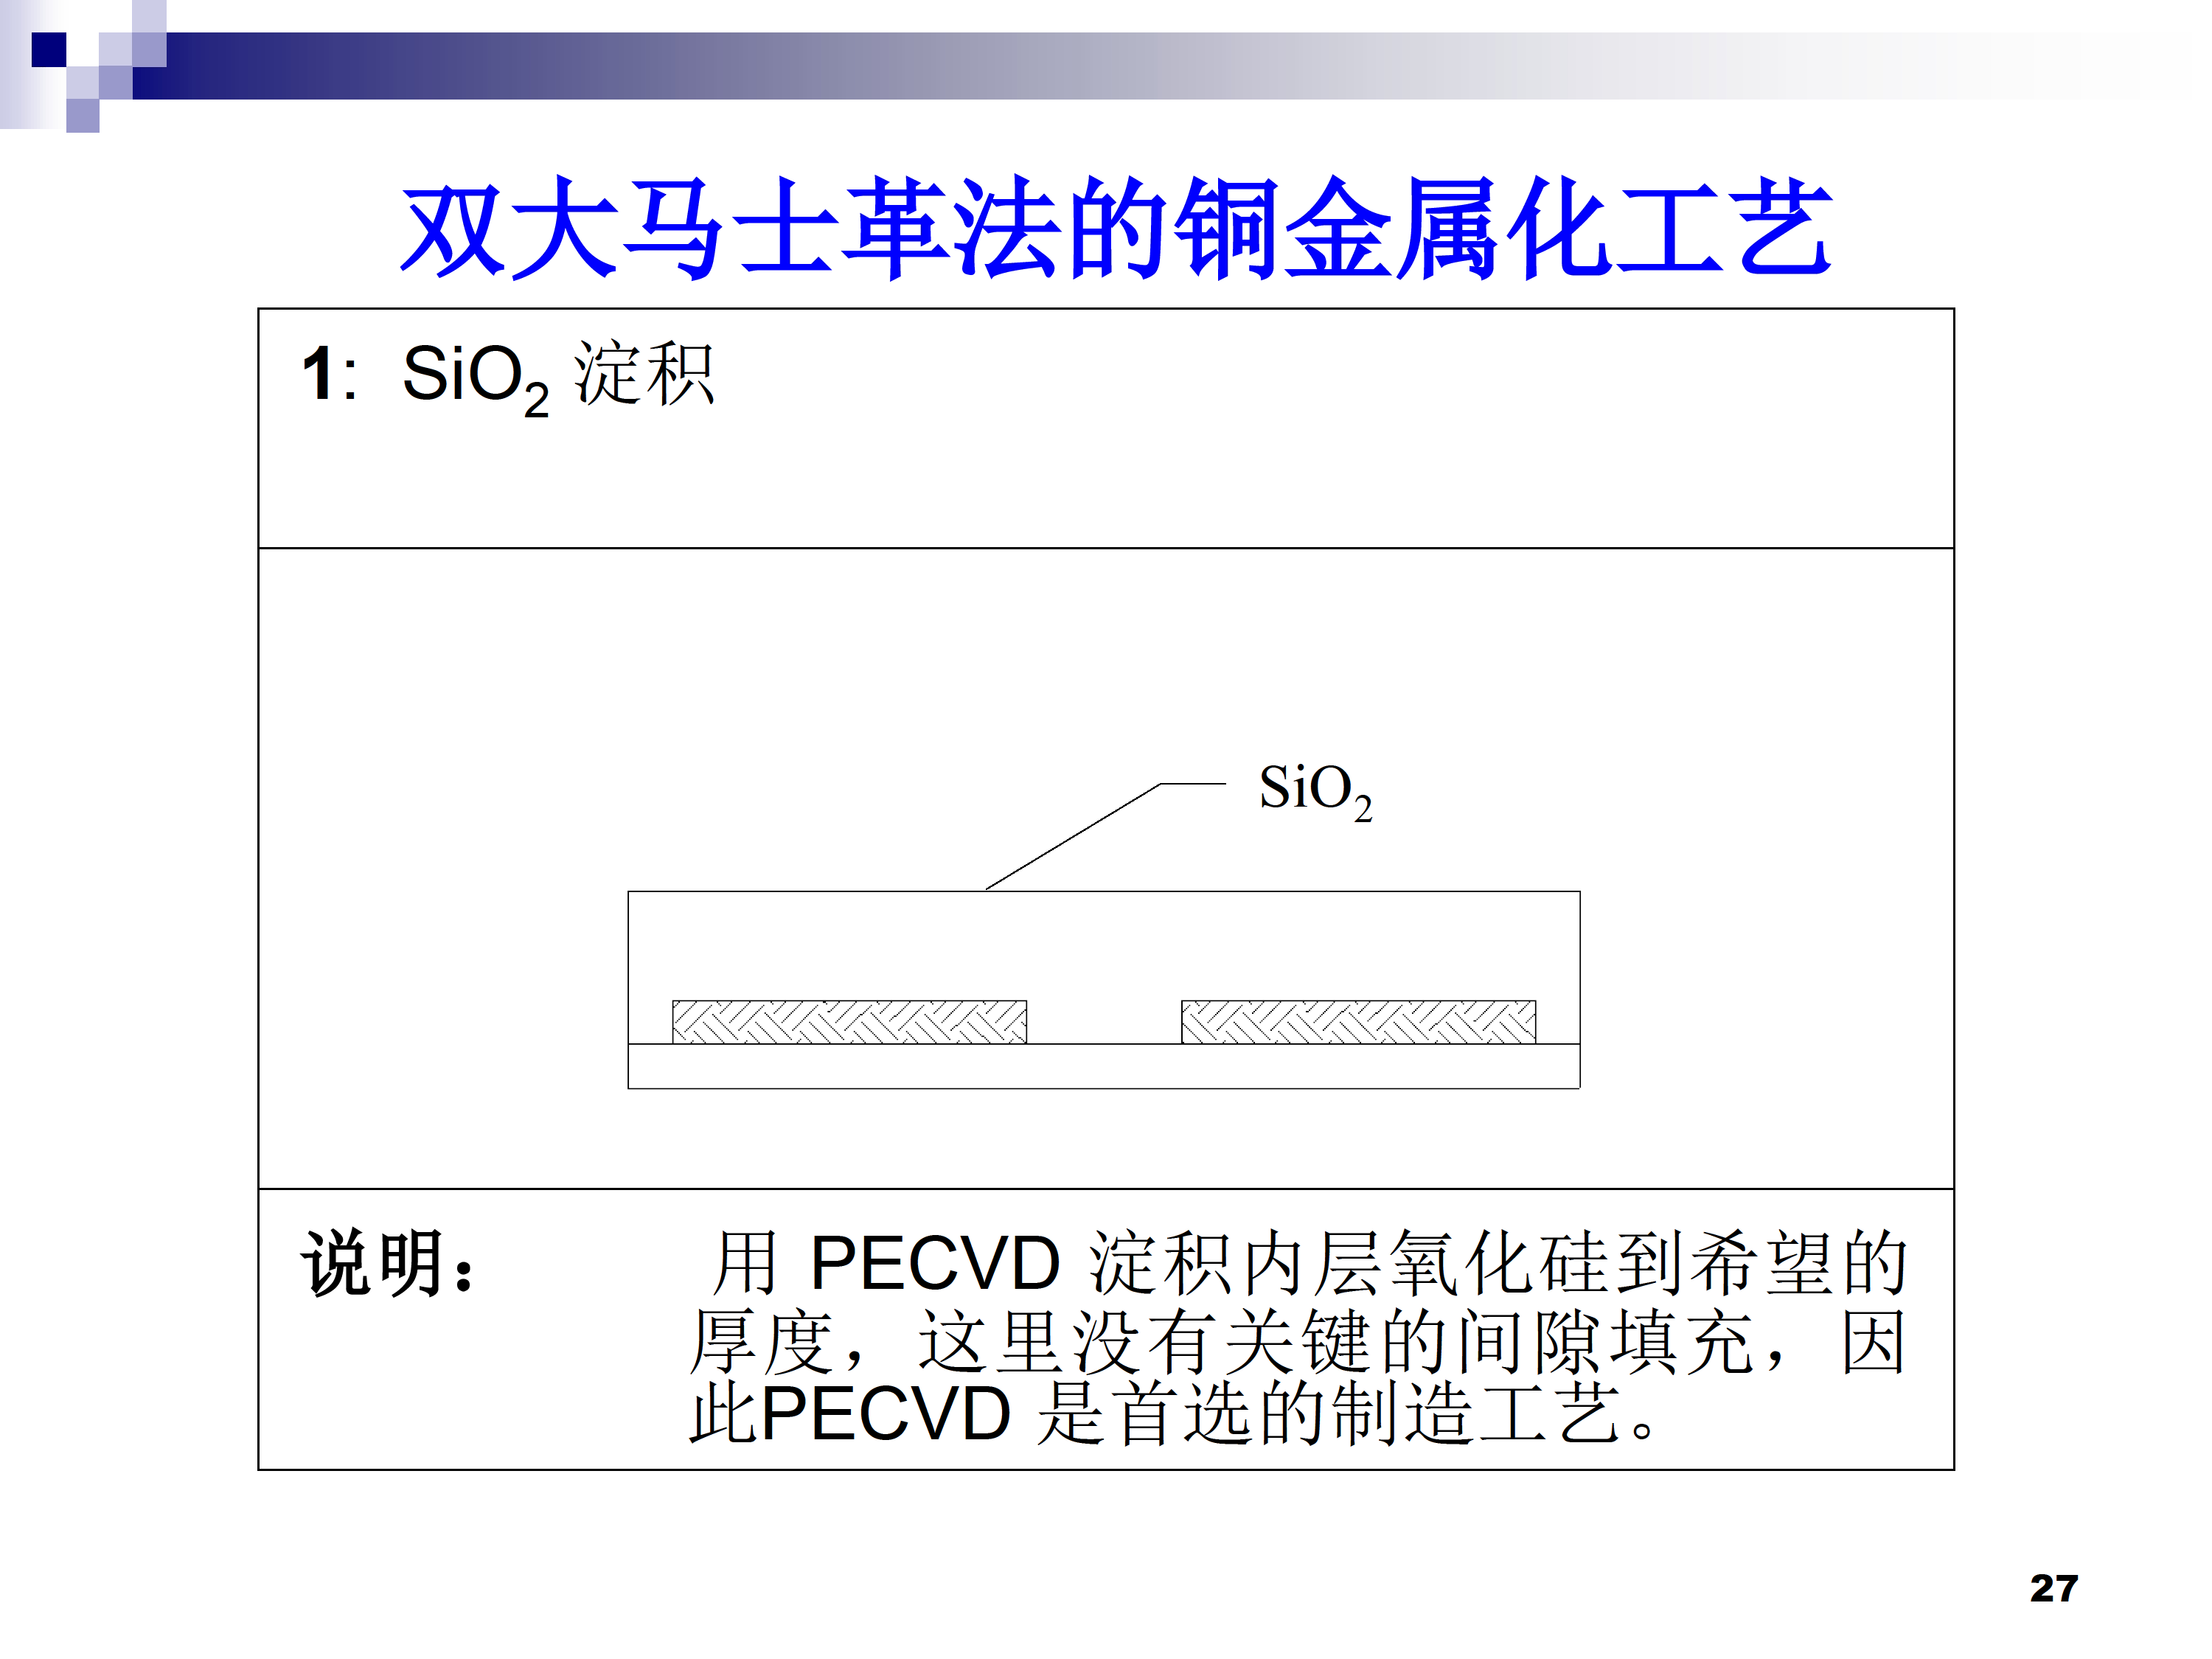 双大马士革法的铜金属化工艺
1: SiO₂ 淀积
SiO₂
说明： 用 PECVD 淀积内层氧化硅到希望的
厚度，这里没有关键的间隙填充，因
此PECVD 是首选的制造工艺。
27